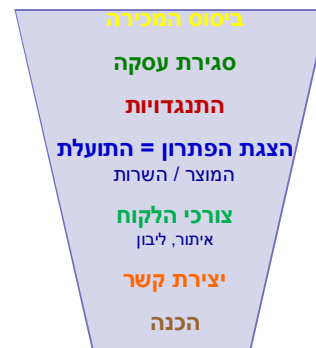 ביסוס המכירה
סגירת עסקה
התנגדויות
הצגת הפתרון = התועלת
המוצר / השרות
צורכי הלקוח
איתור, ליבון
יצירת קשר
הכנה